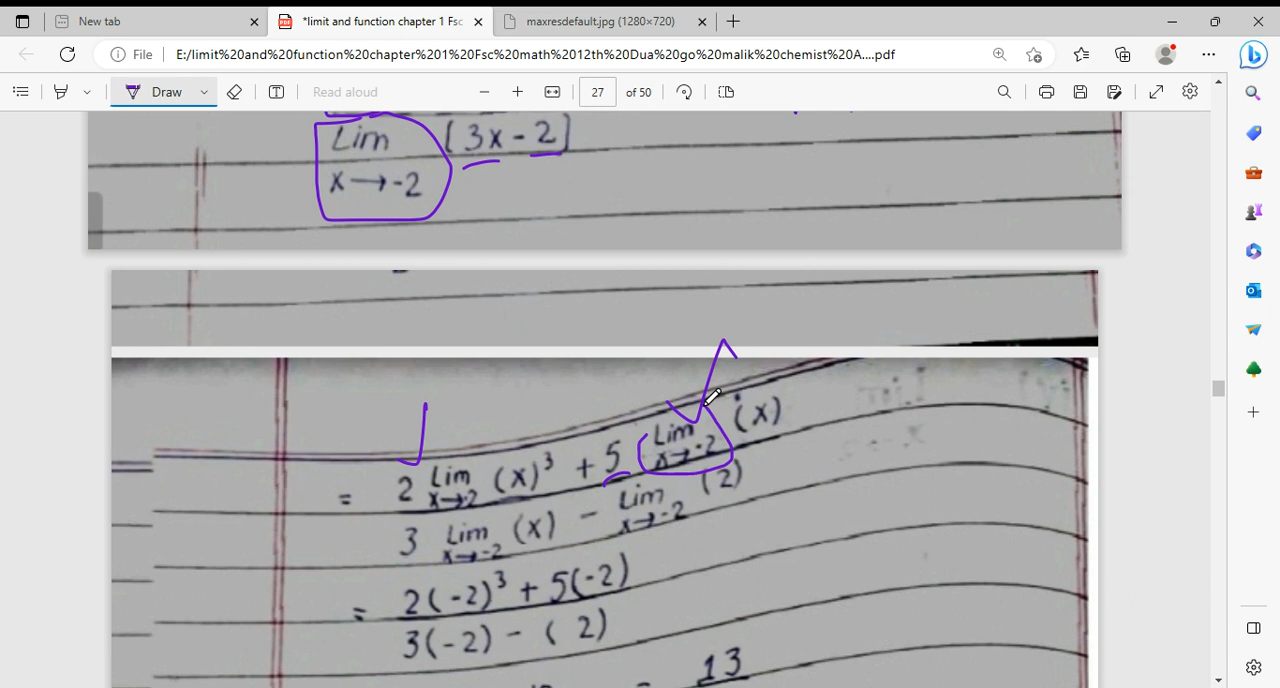 New tab
*limit and function chapter 1 Fsc
maxresdefault.jpg (1280×720)
File
E:/limit%20and%20function%20chapter%201%20Fsc%20math%2012th%20Dua%20go%20malik%20chemist%20A....pdf
Draw
Read aloud
27 of 50
Lim [3x - 2]
x → -2
= 2 Lim (x)³ + 5 Lim (x)
x→-2 x→-2
3 Lim (x) - Lim (2)
x→-2 x→-2
= 2(-2)³ + 5(-2)
3(-2) - ( 2)
= 13